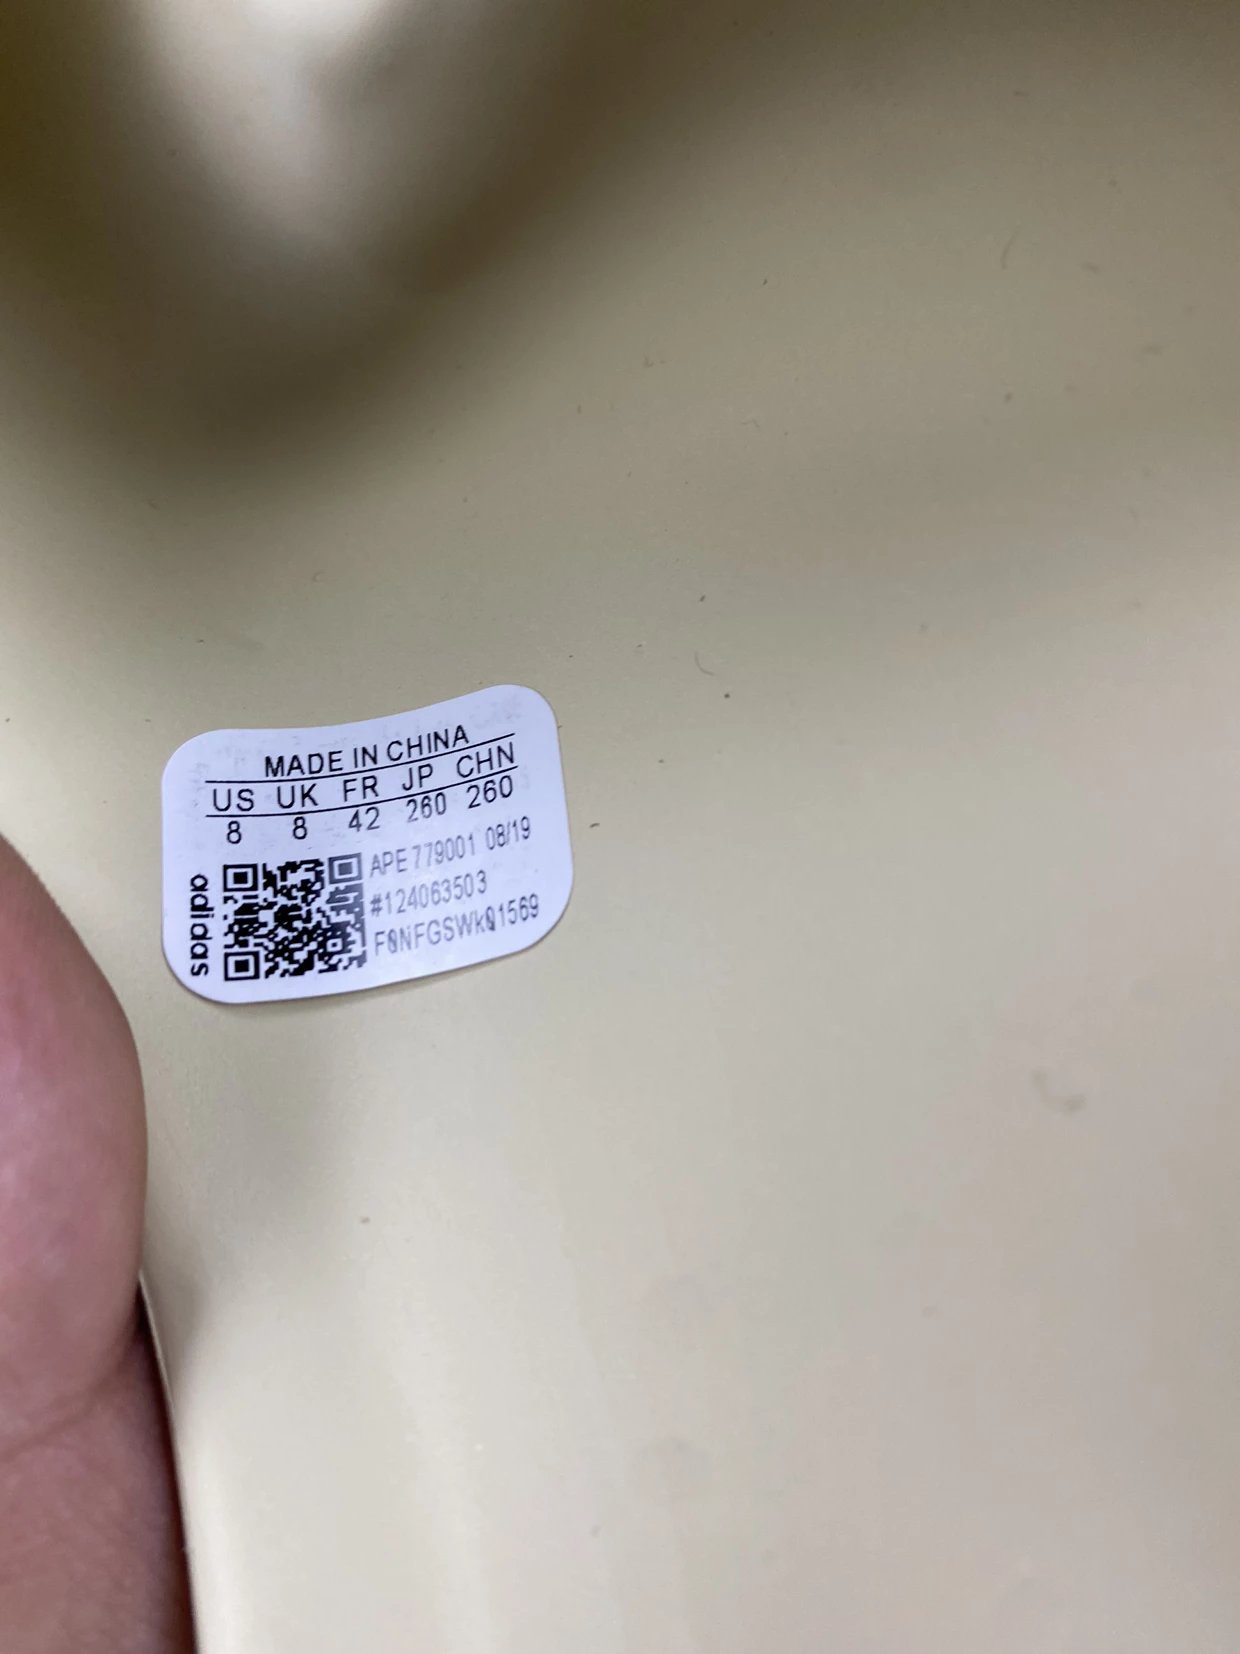 MADE IN CHINA
US UK FR JP CHN
8 8 42 260 260
APE 779001 08/19
#124063503
adidas